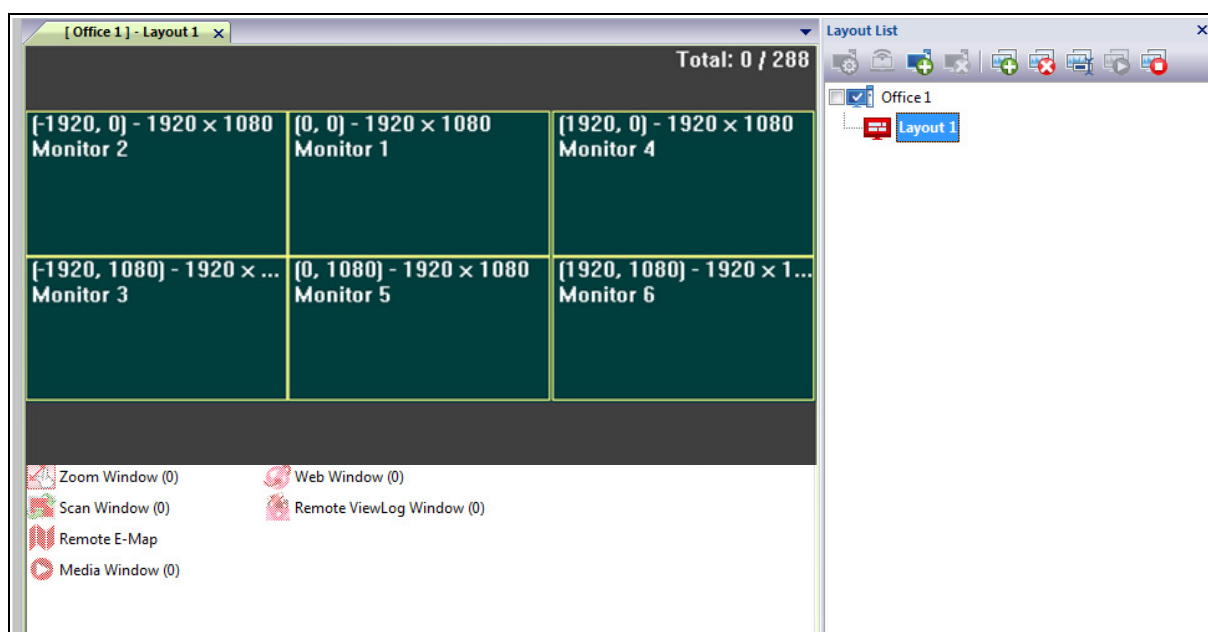 [ Office 1 ] - Layout 1
Total: 0 / 288
(-1920, 0) - 1920 × 1080
Monitor 2
(0, 0) - 1920 × 1080
Monitor 1
(1920, 0) - 1920 × 1080
Monitor 4
(-1920, 1080) - 1920 × ...
Monitor 3
(0, 1080) - 1920 × 1080
Monitor 5
(1920, 1080) - 1920 × 1...
Monitor 6
Zoom Window (0)
Web Window (0)
Scan Window (0)
Remote ViewLog Window (0)
Remote E-Map
Media Window (0)
Layout List
Office 1
Layout 1